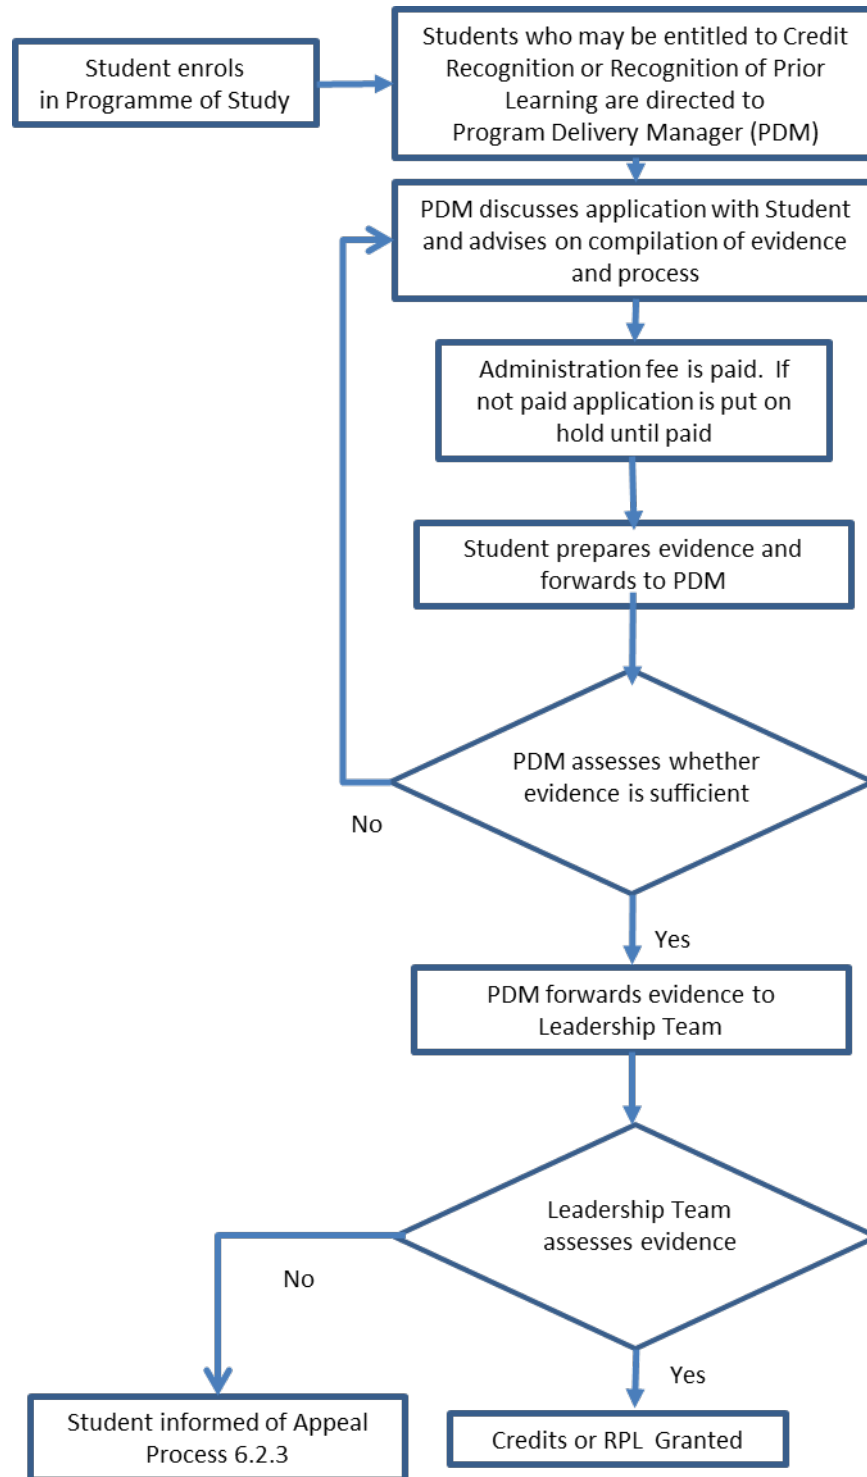 Student enrols
in Programme of Study
Students who may be entitled to Credit
Recognition or Recognition of Prior
Learning are directed to
Program Delivery Manager (PDM)
PDM discusses application with Student
and advises on compilation of evidence
and process
Administration fee is paid.  If
not paid application is put on
hold until paid
Student prepares evidence and
forwards to PDM
PDM assesses whether
evidence is sufficient
No
Yes
PDM forwards evidence to
Leadership Team
Leadership Team
assesses evidence
No
Yes
Student informed of Appeal
Process 6.2.3
Credits or RPL  Granted